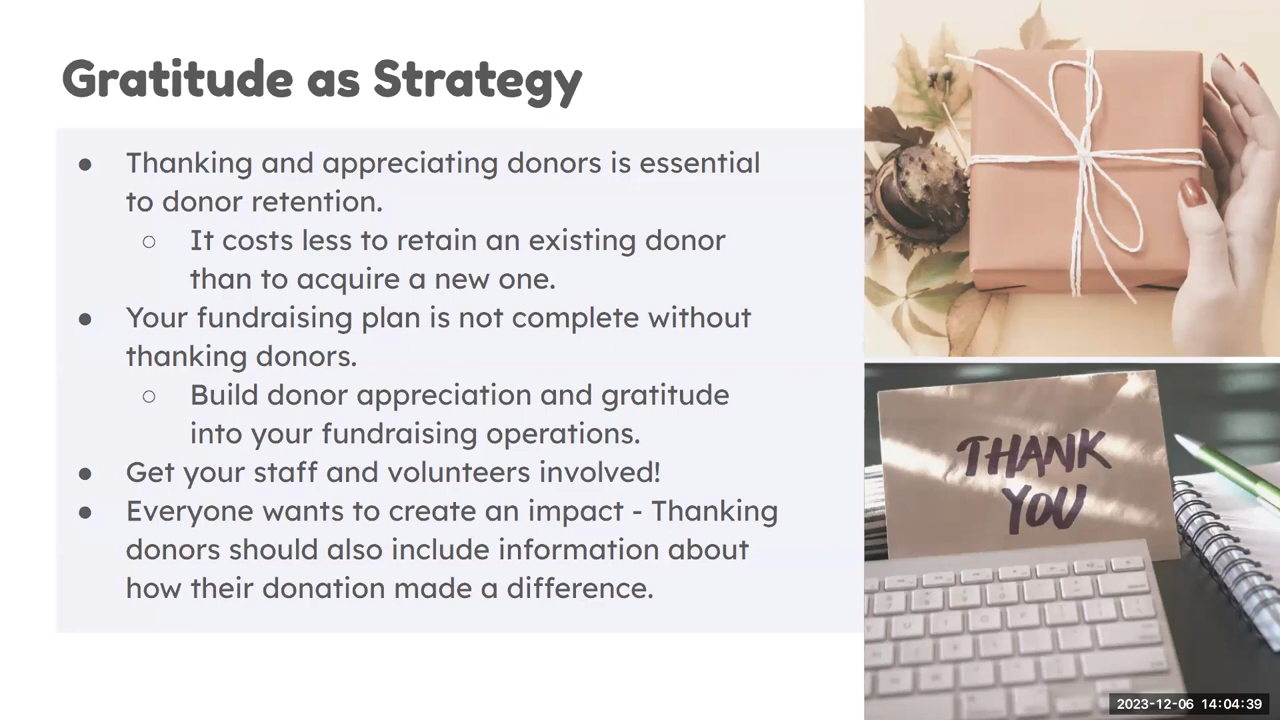 Gratitude as Strategy
● Thanking and appreciating donors is essential
to donor retention.
○ It costs less to retain an existing donor
than to acquire a new one.
● Your fundraising plan is not complete without
thanking donors.
○ Build donor appreciation and gratitude
into your fundraising operations.
● Get your staff and volunteers involved!
● Everyone wants to create an impact - Thanking
donors should also include information about
how their donation made a difference.
THANK
YOU
2023-12-06 14:04:39